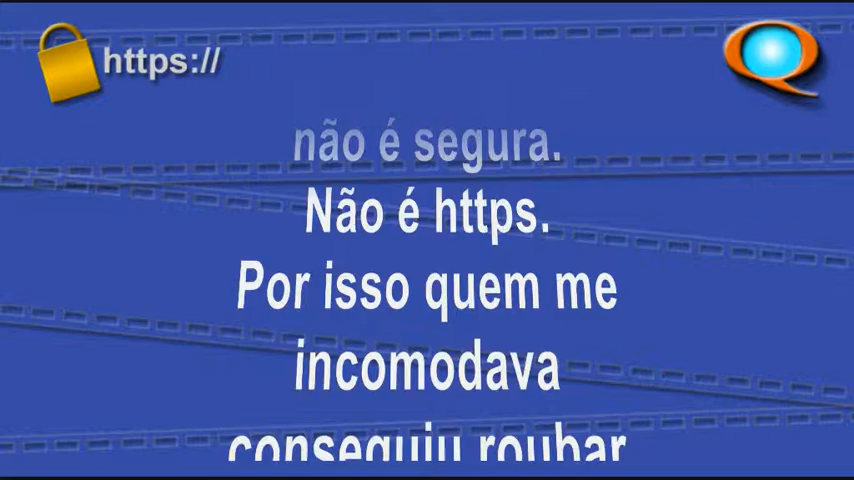 https://
não é segura.
Não é https.
Por isso quem me
incomodava
conseguiu roubar